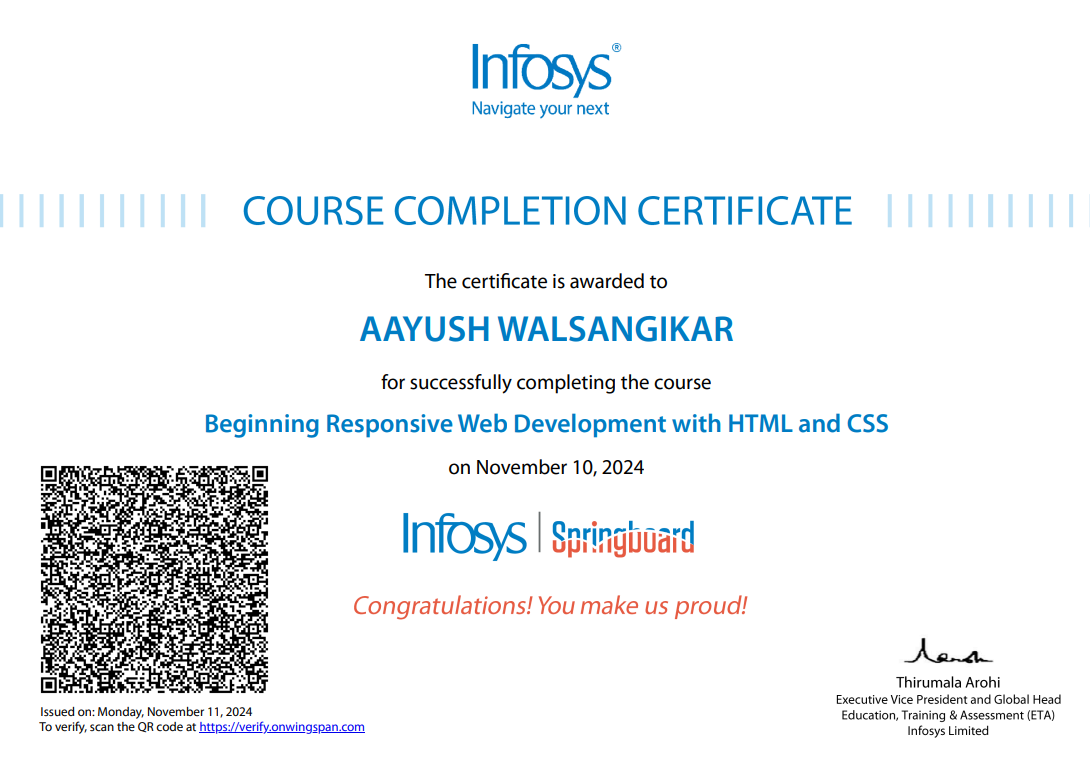 Infosys®
Navigate your next
COURSE COMPLETION CERTIFICATE
The certificate is awarded to
AAYUSH WALSANGIKAR
for successfully completing the course
Beginning Responsive Web Development with HTML and CSS
on November 10, 2024
Infosys | Springboard
Congratulations! You make us proud!
Issued on: Monday, November 11, 2024
To verify, scan the QR code at https://verify.onwingspan.com
Thirumala Arohi
Executive Vice President and Global Head
Education, Training & Assessment (ETA)
Infosys Limited